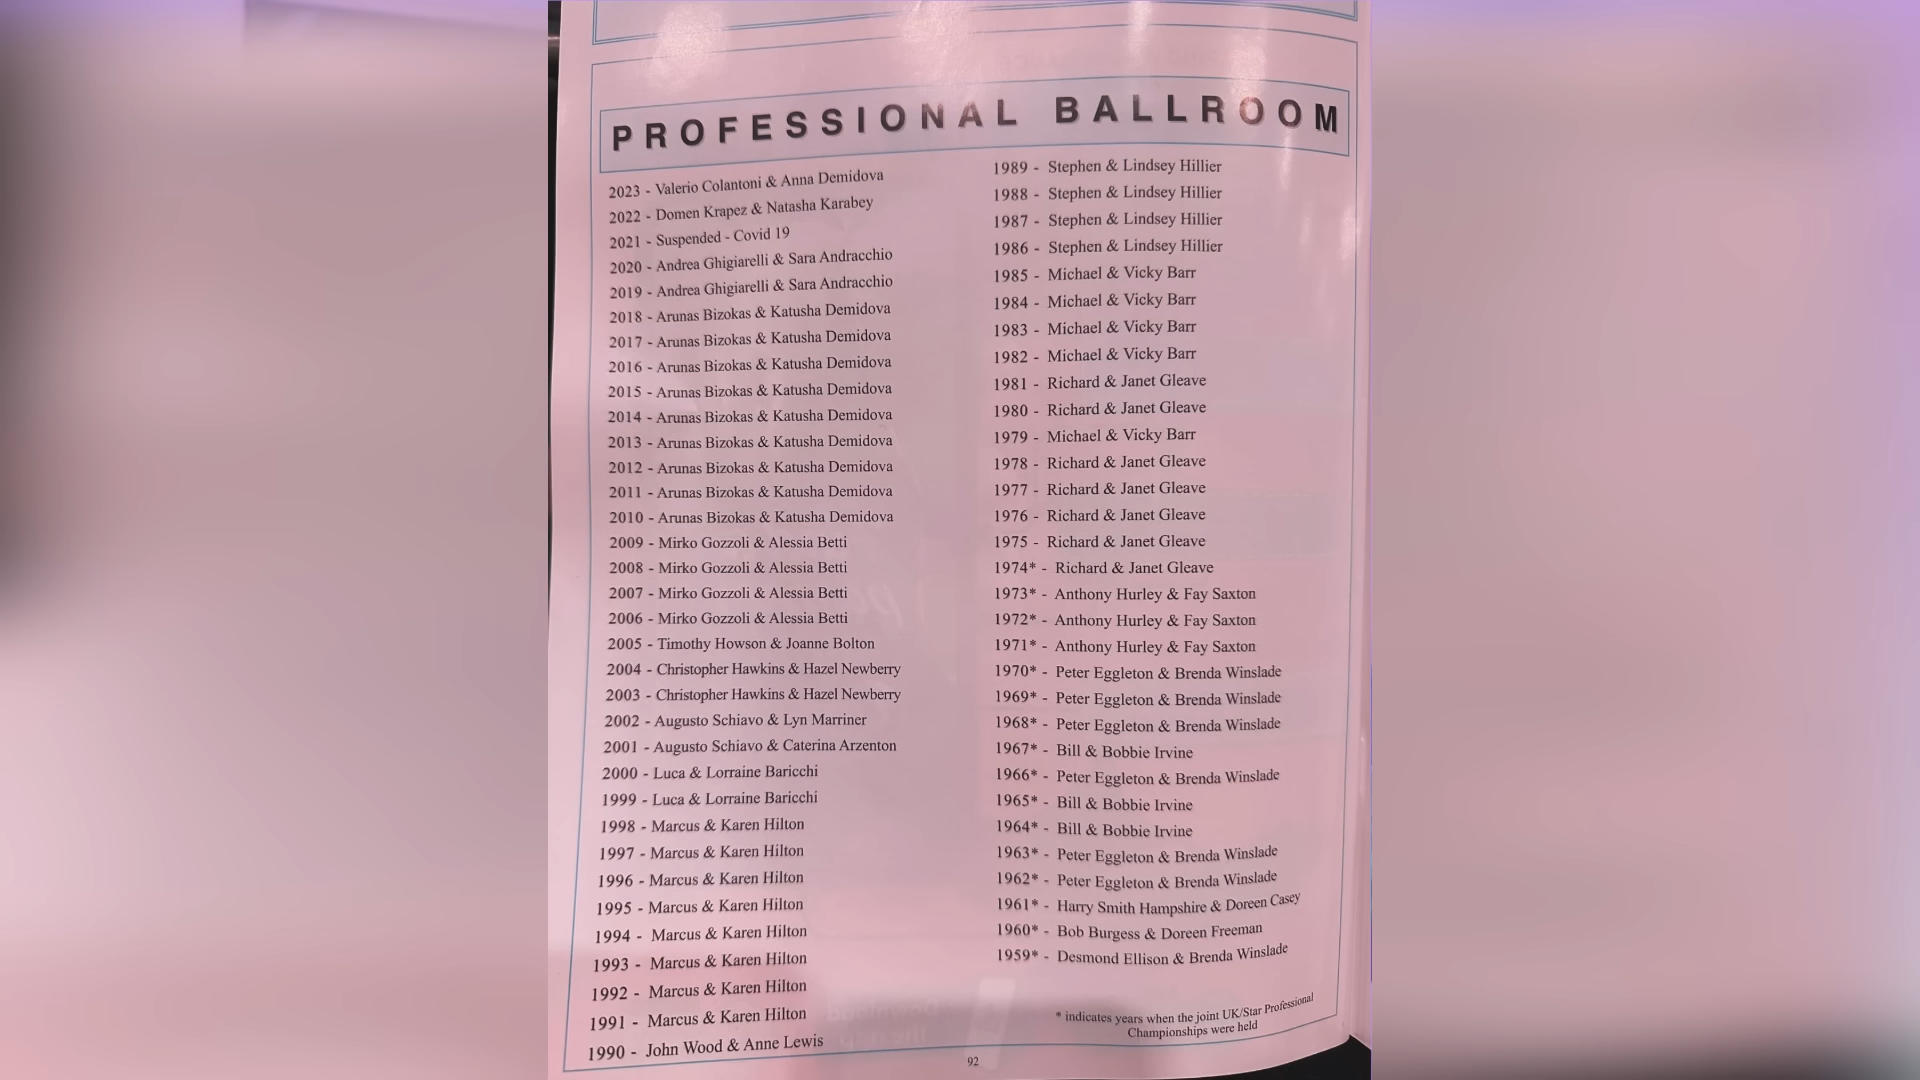 PROFESSIONAL BALLROOM
2023 - Valerio Colantoni & Anna Demidova
2022 - Domen Krapez & Natasha Karabey
2021 - Suspended - Covid 19
2020 - Andrea Ghigiarelli & Sara Andracchio
2019 - Andrea Ghigiarelli & Sara Andracchio
2018 - Arunas Bizokas & Katusha Demidova
2017 - Arunas Bizokas & Katusha Demidova
2016 - Arunas Bizokas & Katusha Demidova
2015 - Arunas Bizokas & Katusha Demidova
2014 - Arunas Bizokas & Katusha Demidova
2013 - Arunas Bizokas & Katusha Demidova
2012 - Arunas Bizokas & Katusha Demidova
2011 - Arunas Bizokas & Katusha Demidova
2010 - Arunas Bizokas & Katusha Demidova
2009 - Mirko Gozzoli & Alessia Betti
2008 - Mirko Gozzoli & Alessia Betti
2007 - Mirko Gozzoli & Alessia Betti
2006 - Mirko Gozzoli & Alessia Betti
2005 - Timothy Howson & Joanne Bolton
2004 - Christopher Hawkins & Hazel Newberry
2003 - Christopher Hawkins & Hazel Newberry
2002 - Augusto Schiavo & Lyn Marriner
2001 - Augusto Schiavo & Caterina Arzenton
2000 - Luca & Lorraine Baricchi
1999 - Luca & Lorraine Baricchi
1998 - Marcus & Karen Hilton
1997 - Marcus & Karen Hilton
1996 - Marcus & Karen Hilton
1995 - Marcus & Karen Hilton
1994 - Marcus & Karen Hilton
1993 - Marcus & Karen Hilton
1992 - Marcus & Karen Hilton
1991 - Marcus & Karen Hilton
1990 - John Wood & Anne Lewis
1989 - Stephen & Lindsey Hillier
1988 - Stephen & Lindsey Hillier
1987 - Stephen & Lindsey Hillier
1986 - Stephen & Lindsey Hillier
1985 - Michael & Vicky Barr
1984 - Michael & Vicky Barr
1983 - Michael & Vicky Barr
1982 - Michael & Vicky Barr
1981 - Richard & Janet Gleave
1980 - Richard & Janet Gleave
1979 - Michael & Vicky Barr
1978 - Richard & Janet Gleave
1977 - Richard & Janet Gleave
1976 - Richard & Janet Gleave
1975 - Richard & Janet Gleave
1974* - Richard & Janet Gleave
1973* - Anthony Hurley & Fay Saxton
1972* - Anthony Hurley & Fay Saxton
1971* - Anthony Hurley & Fay Saxton
1970* - Peter Eggleton & Brenda Winslade
1969* - Peter Eggleton & Brenda Winslade
1968* - Peter Eggleton & Brenda Winslade
1967* - Bill & Bobbie Irvine
1966* - Peter Eggleton & Brenda Winslade
1965* - Bill & Bobbie Irvine
1964* - Bill & Bobbie Irvine
1963* - Peter Eggleton & Brenda Winslade
1962* - Peter Eggleton & Brenda Winslade
1961* - Harry Smith Hampshire & Doreen Casey
1960* - Bob Burgess & Doreen Freeman
1959* - Desmond Ellison & Brenda Winslade
* indicates years when the joint UK/Star Professional
Championships were held
92